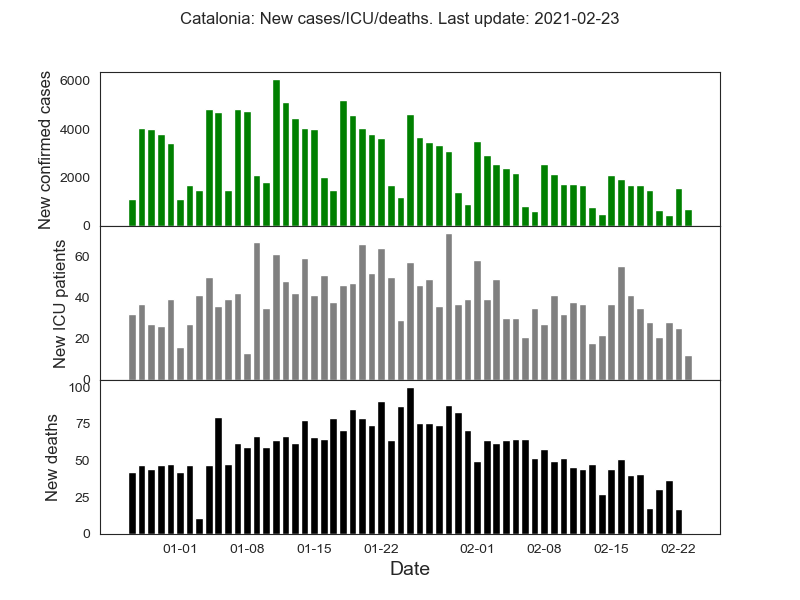 Catalonia: New cases/ICU/deaths. Last update: 2021-02-23
New confirmed cases
6000
4000
2000
0
New ICU patients
60
40
20
0
New deaths
100
75
50
25
0
01-01 01-08 01-15 01-22 02-01 02-08 02-15 02-22
Date